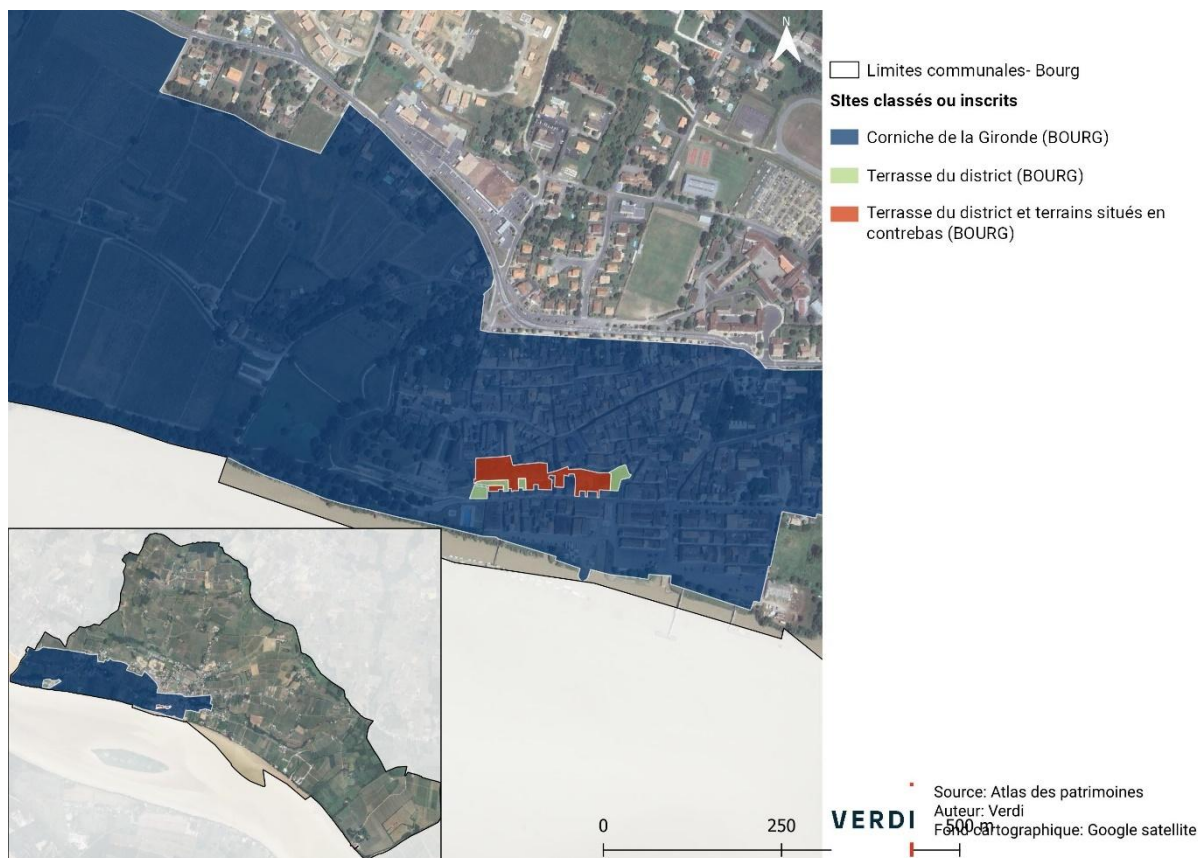 N
Limites communales- Bourg
SItes classés ou inscrits
Corniche de la Gironde (BOURG)
Terrasse du district (BOURG)
Terrasse du district et terrains situés en
contrebas (BOURG)
Source: Atlas des patrimoines
Auteur: Verdi
Fond cartographique: Google satellite
VERDI
0 250 500 m